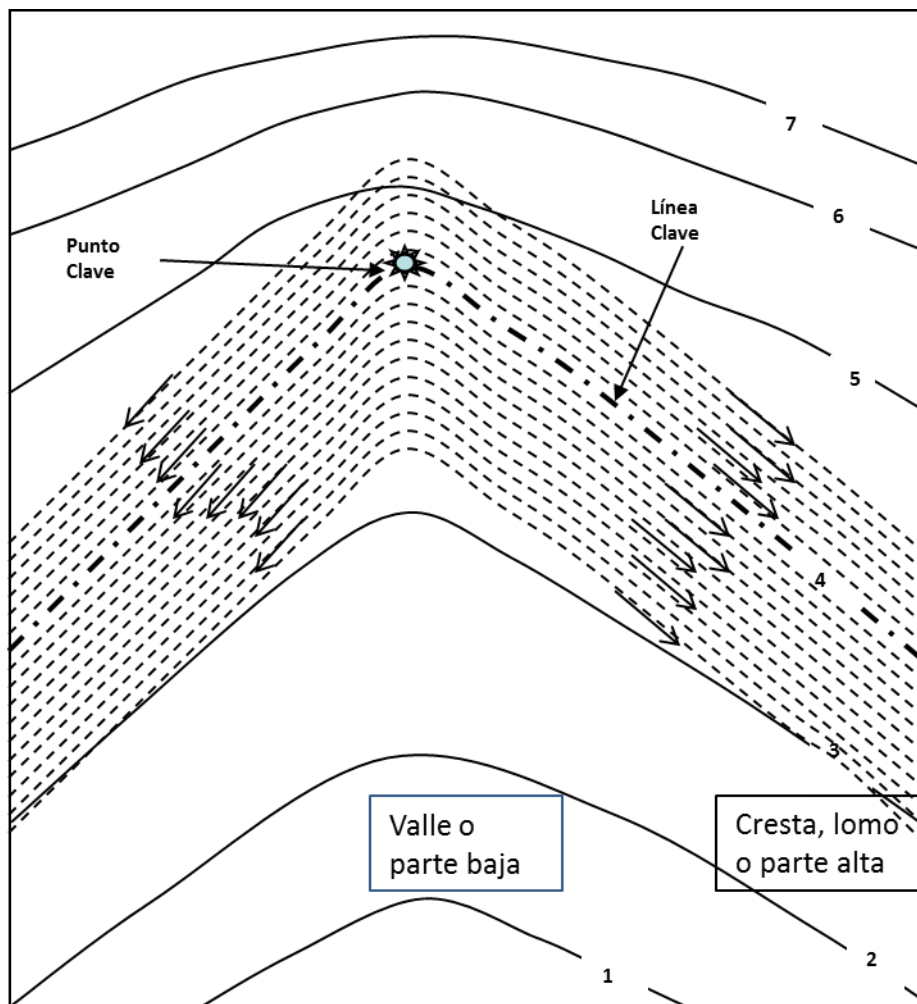 7
6
Línea
Clave
Punto
Clave
5
4
3
Valle o
parte baja
Cresta, lomo
o parte alta
2
1